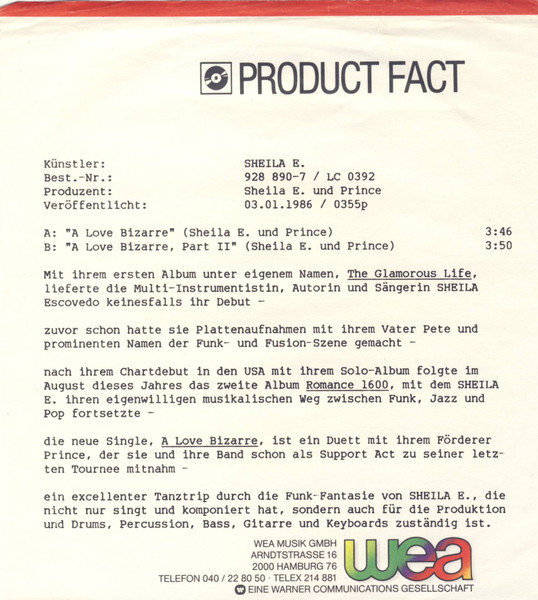 PRODUCT FACT
Künstler: SHEILA E.
Best.-Nr.: 928 890-7 / LC 0392
Produzent: Sheila E. und Prince
Veröffentlicht: 03.01.1986 / 0355p
A: "A Love Bizarre" (Sheila E. und Prince) 3:46
B: "A Love Bizarre, Part II" (Sheila E. und Prince) 3:50
Mit ihrem ersten Album unter eigenem Namen, The Glamorous Life,
lieferte die Multi-Instrumentistin, Autorin und Sängerin SHEILA
Escovedo keinesfalls ihr Debut -
zuvor schon hatte sie Plattenaufnahmen mit ihrem Vater Pete und
prominenten Namen der Funk- und Fusion-Szene gemacht -
nach ihrem Chartdebut in den USA mit ihrem Solo-Album folgte im
August dieses Jahres das zweite Album Romance 1600, mit dem SHEILA
E. ihren eigenwilligen musikalischen Weg zwischen Funk, Jazz und
Pop fortsetzte -
die neue Single, A Love Bizarre, ist ein Duett mit ihrem Förderer
Prince, der sie und ihre Band schon als Support Act zu seiner letz-
ten Tournee mitnahm -
ein excellenter Tanztrip durch die Funk-Fantasie von SHEILA E., die
nicht nur singt und komponiert hat, sondern auch für die Produktion
und Drums, Percussion, Bass, Gitarre und Keyboards zuständig ist.
WEA MUSIK GMBH
ARNDTSTRASSE 16
2000 HAMBURG 76
TELEFON 040 / 22 80 50 · TELEX 214 881
EINE WARNER COMMUNICATIONS GESELLSCHAFT
wea